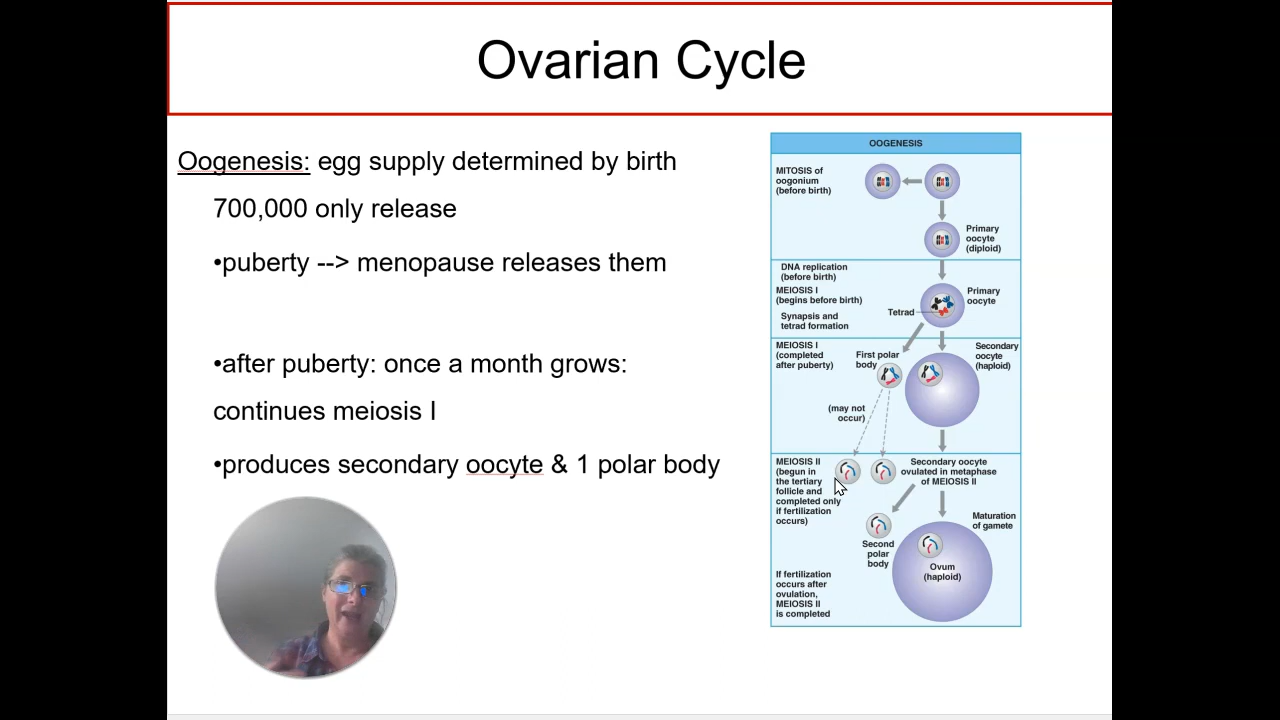 Ovarian Cycle
Oogenesis: egg supply determined by birth
700,000 only release
•puberty --> menopause releases them
•after puberty: once a month grows:
continues meiosis I
•produces secondary oocyte & 1 polar body
OOGENESIS
MITOSIS of
oogonium
(before birth)
Primary
oocyte
(diploid)
DNA replication
(before birth)
MEIOSIS I
(begins before birth)
Synapsis and
tetrad formation
Primary
oocyte
Tetrad
MEIOSIS I
(completed
after puberty)
First polar
body
Secondary
oocyte
(haploid)
(may not
occur)
MEIOSIS II
(begun in
the tertiary
follicle and
completed only
if fertilization
occurs)
Secondary oocyte
ovulated in metaphase
of MEIOSIS II
Second
polar
body
Maturation
of gamete
Ovum
(haploid)
If fertilization
occurs after
ovulation,
MEIOSIS II
is completed